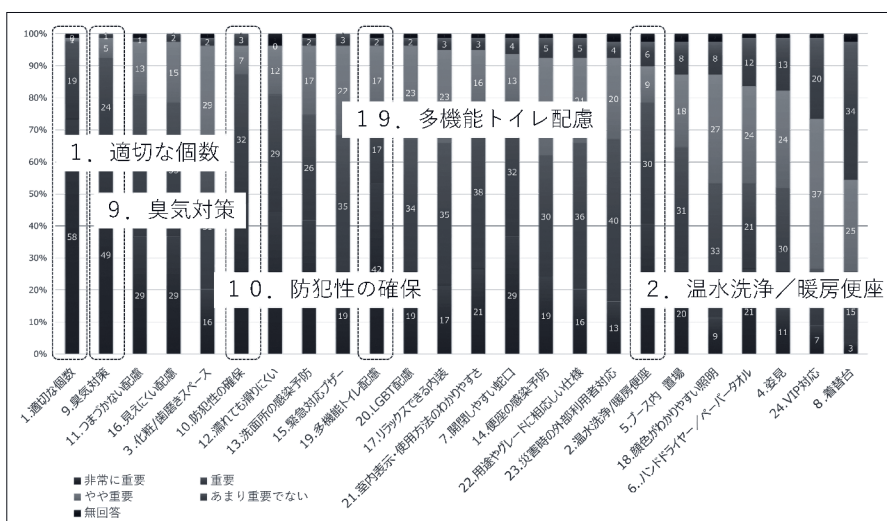 100%
90%
80%
70%
60%
50%
40%
30%
20%
10%
0%
1. 適切な個数
9. 臭気対策
10. 防犯性の確保
19. 多機能トイレ配慮
2. 温水洗浄／暖房便座
19
58
5
24
49
13
29
15
29
2
29
16
3
7
32
0
12
29
2
17
26
3
22
35
19
2
17
17
42
2
23
34
19
3
23
35
17
3
16
38
21
4
13
32
29
5
30
19
5
36
16
4
20
40
13
6
9
30
8
18
31
20
8
27
33
9
12
24
21
21
13
24
30
11
20
37
7
34
25
15
3
1.適切な個数
9.臭気対策
11.つまづかない配慮
16.見えにくい配慮
3.化粧/歯磨きスペース
10.防犯性の確保
12.濡れても滑りにくい
13.洗面所の感染予防
15.緊急対応ブザー
19.多機能トイレ配慮
20.LGBT配慮
17.リラックスできる内装
21.室内表示・使用方法のわかりやすさ
7.開閉しやすい蛇口
14.便座の感染予防
22.用途やグレードに相応しい仕様
23.災害時の外部利用者対応
2.温水洗浄/暖房便座
5.ブース内 置場
18.顔色がわかりやすい照明
6..ハンドドライヤー／ペーパータオル
4.姿見
24.VIP対応
8.着替台
■非常に重要 ■重要
■やや重要 ■あまり重要でない
■無回答